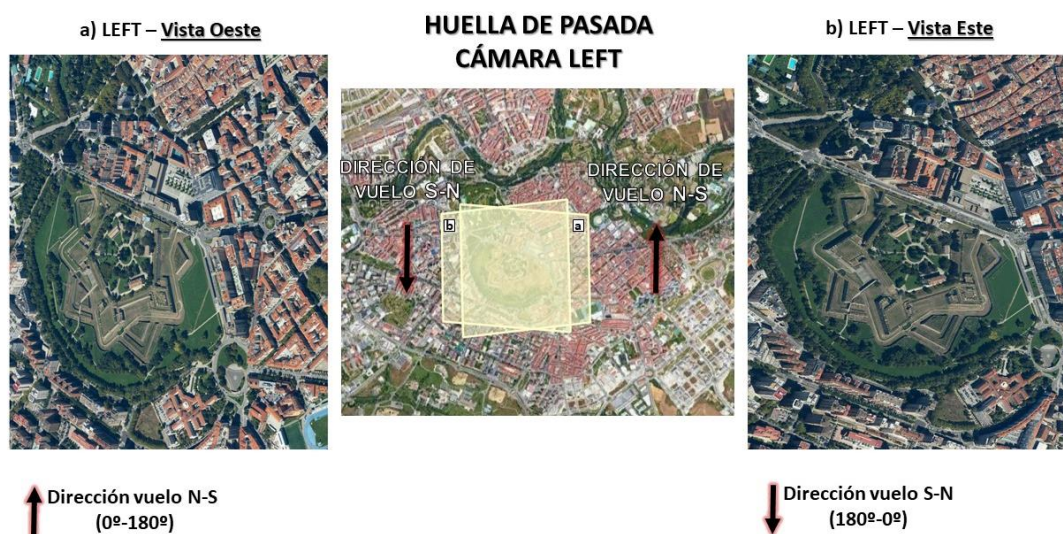 a) LEFT – Vista Oeste
HUELLA DE PASADA
CÁMARA LEFT
b) LEFT – Vista Este
DIRECCIÓN DE
VUELO S-N
DIRECCIÓN DE
VUELO N-S
b
a
Dirección vuelo N-S
(0º-180º)
Dirección vuelo S-N
(180º-0º)